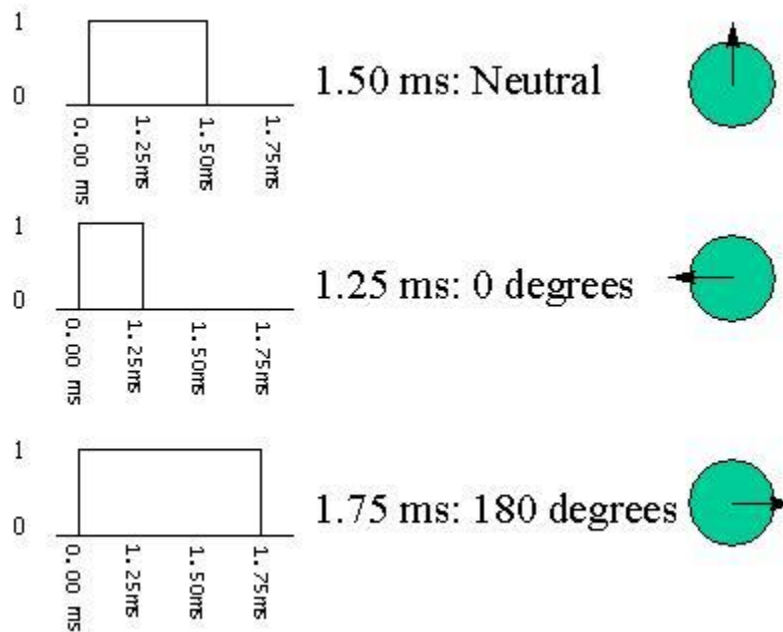 1
0
0.00 ms
1.25ms
1.50ms
1.75ms
1.50 ms: Neutral
1
0
0.00 ms
1.25ms
1.50ms
1.75ms
1.25 ms: 0 degrees
1
0
0.00 ms
1.25ms
1.50ms
1.75ms
1.75 ms: 180 degrees